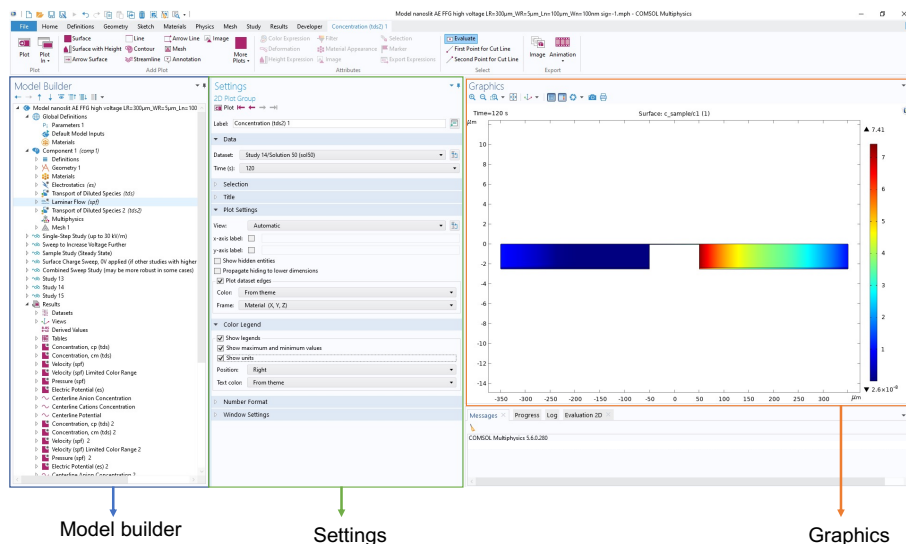 Model nanoslit AE FFG high voltage LR=300μm_WR=5μm_Ln=100μm_Wn=100nm sig=-1.mph - COMSOL Multiphysics
File Home Definitions Geometry Sketch Materials Physics Mesh Study Results Developer Concentration (tds2) 1
Surface Line Arrow Line Image Color Expression Filter Selection Evaluate
Plot Plot In Surface with Height Contour Mesh More Plots Deformation Material Appearance Marker First Point for Cut Line Image Animation
Arrow Surface Streamline Annotation Height Expression Image Export Expressions Second Point for Cut Line
Plot Add Plot Attributes Select Export
Model Builder
Model nanoslit AE FFG high voltage LR=300μm_WR=5μm_Ln=100
Global Definitions
Parameters 1
Default Model Inputs
Materials
Component 1 (comp1)
Definitions
Geometry 1
Materials
Electrostatics (es)
Transport of Diluted Species (tds)
Laminar Flow (spf)
Transport of Diluted Species 2 (tds2)
Multiphysics
Mesh 1
Single-Step Study (up to 30 kV/m)
Sweep to Increase Voltage Further
Sample Study (Steady State)
Surface Charge Sweep, 0V applied (if other studies with higher
Combined Sweep Study (may be more robust in some cases)
Study 13
Study 14
Study 15
Results
Datasets
Views
Derived Values
Tables
Concentration, cp (tds)
Concentration, cm (tds)
Velocity (spf)
Velocity (spf) Limited Color Range
Pressure (spf)
Electric Potential (es)
Centerline Anion Concentration
Centerline Cations Concentration
Centerline Potential
Concentration, cp (tds) 2
Concentration, cm (tds) 2
Velocity (spf) 2
Velocity (spf) Limited Color Range 2
Pressure (spf) 2
Electric Potential (es) 2
Centerline Anion Concentration 2
Settings
2D Plot Group
Plot
Label: Concentration (tds2) 1
Data
Dataset: Study 14/Solution 50 (sol50)
Time (s): 120
Selection
Title
Plot Settings
View: Automatic
x-axis label:
y-axis label:
Show hidden entities
Propagate hiding to lower dimensions
Plot dataset edges
Color: From theme
Frame: Material (X, Y, Z)
Color Legend
Show legends
Show maximum and minimum values
Show units
Position: Right
Text color: From theme
Number Format
Window Settings
Graphics
Time=120 s Surface: c_sample/c1 (1)
μm
▲ 7.41
10
8
6
4
2
0
-2
-4
-6
-8
-10
-12
-14
7
6
5
4
3
2
1
▼ 2.6×10⁻⁸
-350 -300 -250 -200 -150 -100 -50 0 50 100 150 200 250 300 μm
Messages Progress Log Evaluation 2D
COMSOL Multiphysics 5.6.0.280
Model builder Settings Graphics